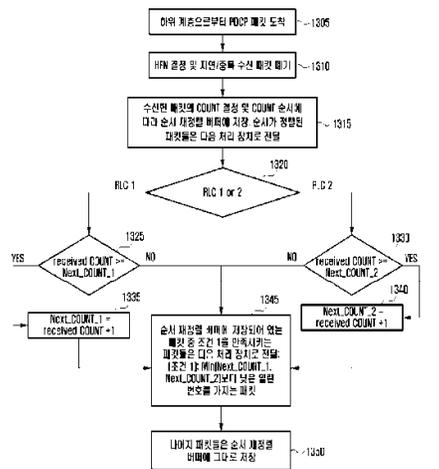 하위 계층으로부터 PDCP 패킷 도착
1305
HFN 결정 및 지연/중복 수신 패킷 폐기
1310
수신한 패킷의 COUNT 결정 및 COUNT 순서에
따라 순서 재정렬 버퍼에 저장. 순서가 정렬된
패킷들은 다음 처리 장치로 전달
1315
1320
RLC 1
RLC 1 or 2
RLC 2
1325
1330
YES
received COUNT >=
Next_COUNT_1
NO
NO
received COUNT >=
Next_COUNT_2
YES
1335
1345
1340
Next_COUNT_1 =
received COUNT +1
Next_COUNT_2 =
received COUNT +1
순서 재정렬 버퍼에 저장되어 있는
패킷 중 조건 1를 만족시키는
패킷들은 다음 처리 장치로 전달:
[조건 1]: Min[Next_COUNT_1,
Next_COUNT_2]보다 낮은 일련
번호를 가지는 패킷
나머지 패킷들은 순서 재정렬
버퍼에 그대로 저장
1350